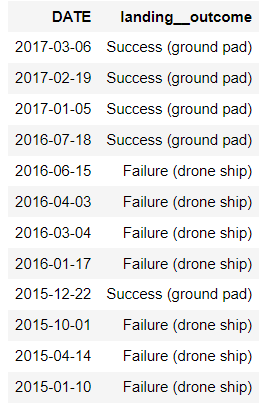 DATE landing__outcome
2017-03-06 Success (ground pad)
2017-02-19 Success (ground pad)
2017-01-05 Success (ground pad)
2016-07-18 Success (ground pad)
2016-06-15 Failure (drone ship)
2016-04-03 Failure (drone ship)
2016-03-04 Failure (drone ship)
2016-01-17 Failure (drone ship)
2015-12-22 Success (ground pad)
2015-10-01 Failure (drone ship)
2015-04-14 Failure (drone ship)
2015-01-10 Failure (drone ship)